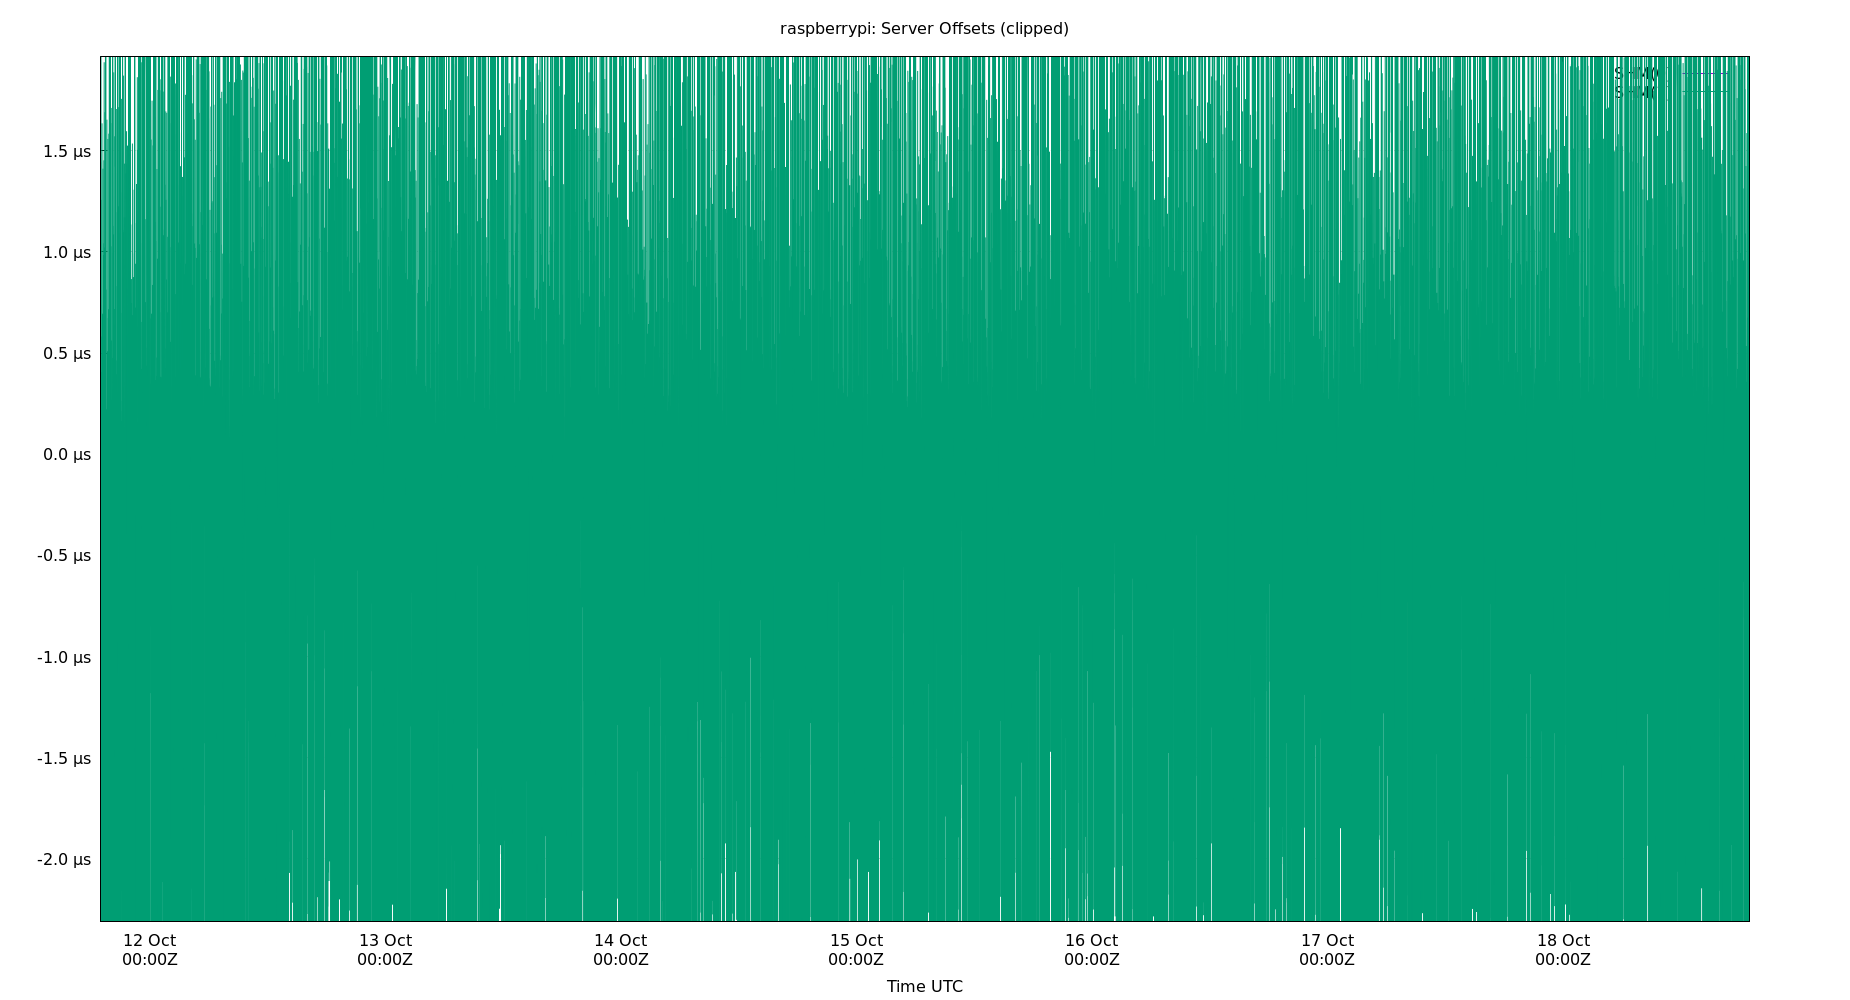 raspberrypi: Server Offsets (clipped)
1.5 µs
1.0 µs
0.5 µs
0.0 µs
-0.5 µs
-1.0 µs
-1.5 µs
-2.0 µs
12 Oct 13 Oct 14 Oct 15 Oct 16 Oct 17 Oct 18 Oct
00:00Z 00:00Z 00:00Z 00:00Z 00:00Z 00:00Z 00:00Z
Time UTC